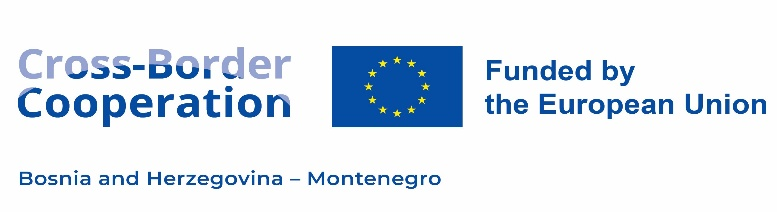 Cross-Border
Cooperation
Funded by
the European Union
Bosnia and Herzegovina – Montenegro